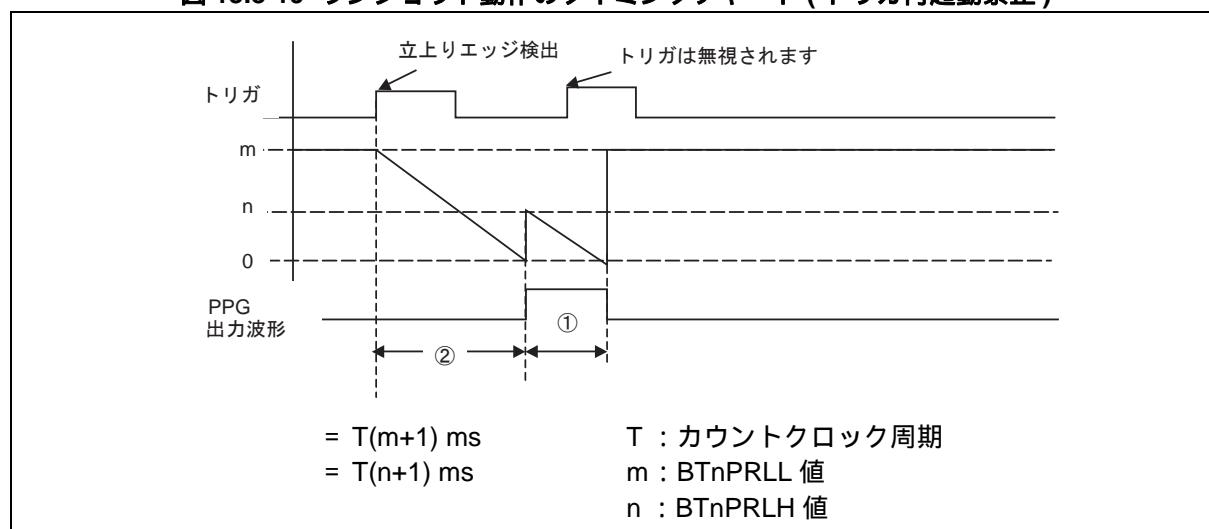 立上りエッジ検出
トリガは無視されます
トリガ
m
n
0
PPG
出力波形
①
②
= T(m+1) ms
= T(n+1) ms
T ：カウントクロック周期
m：BTnPRLL 値
n ：BTnPRLH 値